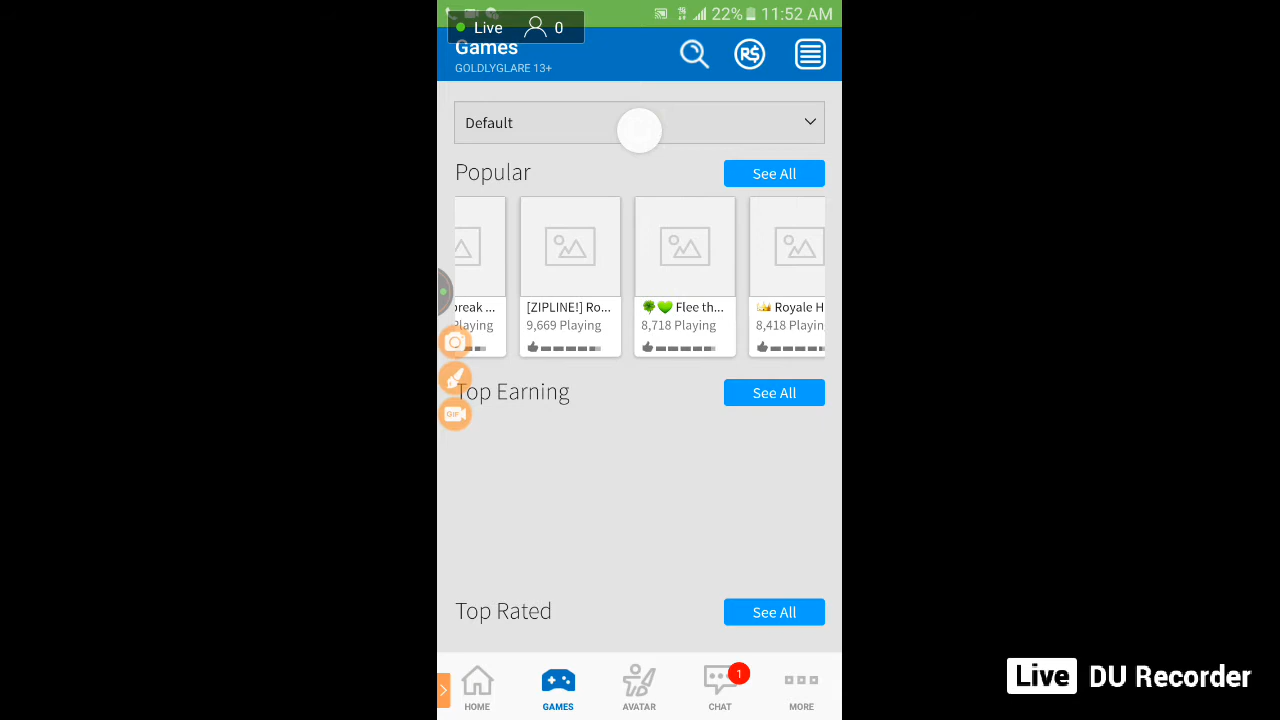 22% 11:52 AM
Live 0
Games
GOLDLYGLARE 13+
R$
Default
Popular
See All
break ...
Playing
[ZIPLINE!] Ro...
9,669 Playing
Flee th...
8,718 Playing
Royale H
8,418 Playin
GIF
Top Earning
See All
Top Rated
See All
1
HOME
GAMES
AVATAR
CHAT
MORE
Live DU Recorder